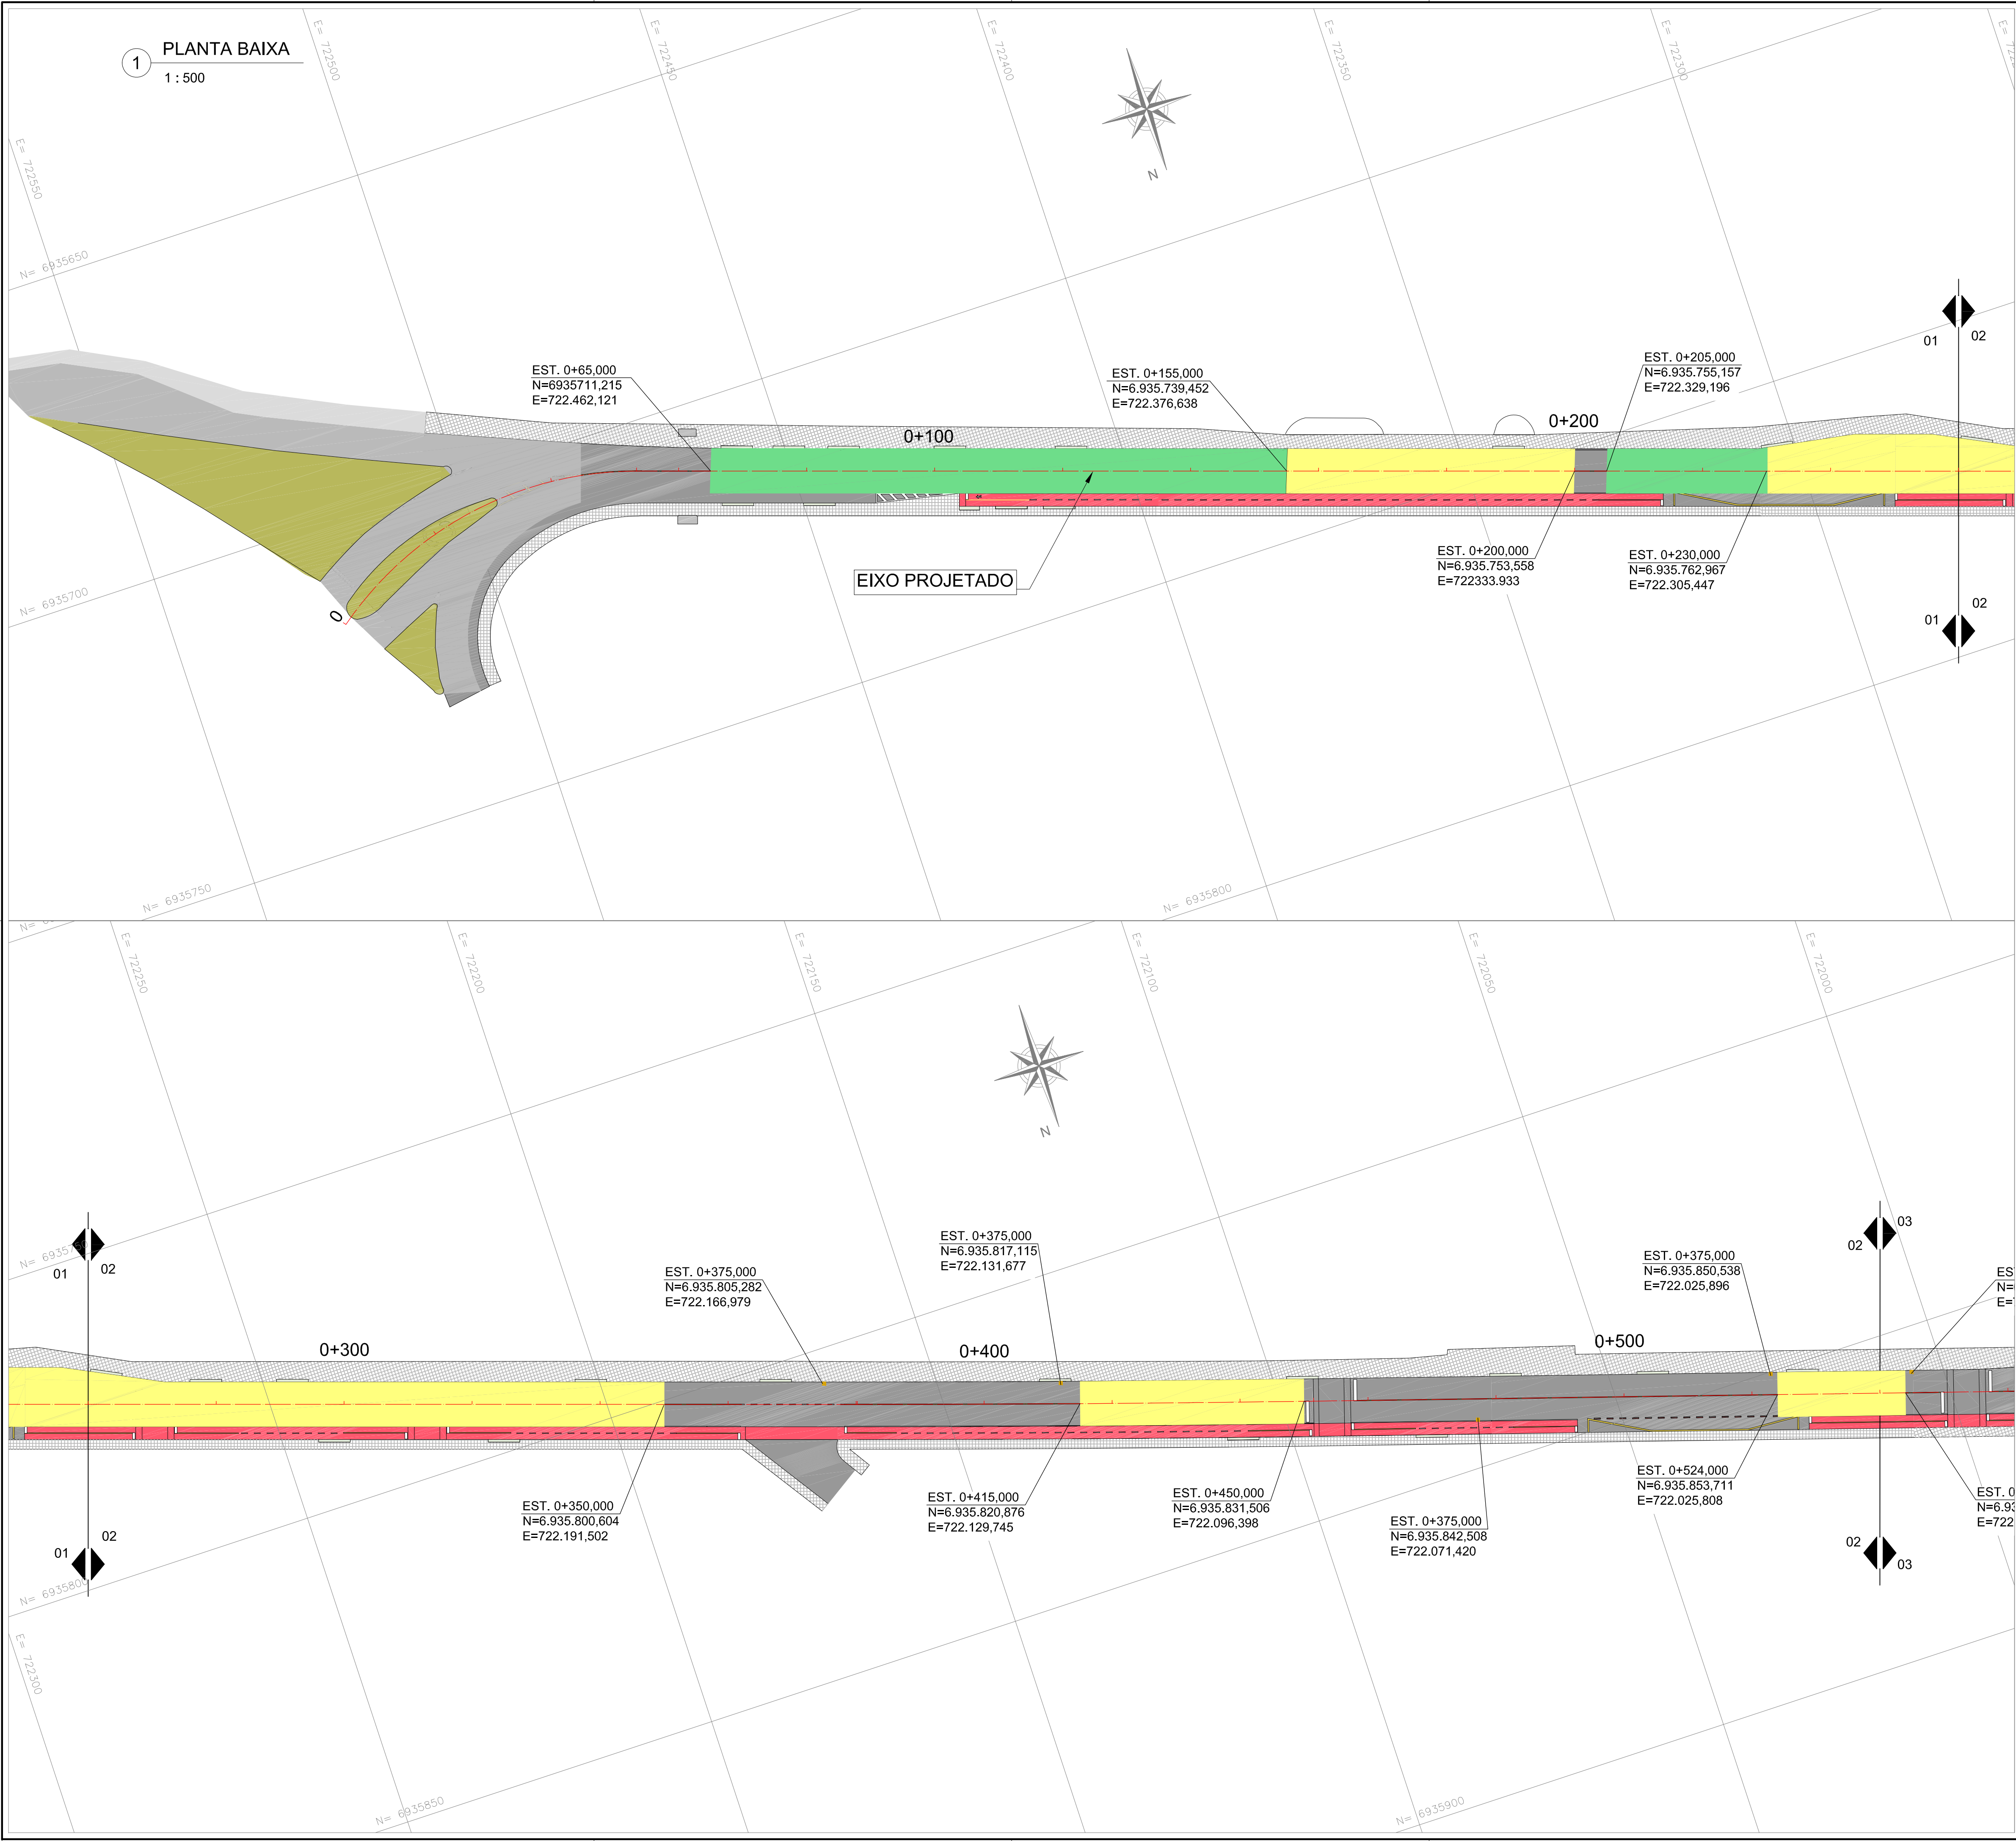 1
PLANTA BAIXA
1 : 500
E= 722550
E= 722500
E= 722450
E= 722400
E= 722350
E= 722300
N
N= 6935650
N= 6935700
N= 6935750
N= 6935800
EST. 0+65,000
N=6935711,215
E=722.462,121
EST. 0+155,000
N=6.935.739,452
E=722.376,638
EST. 0+205,000
N=6.935.755,157
E=722.329,196
01
02
0+100
0+200
EST. 0+200,000
N=6.935.753,558
E=722333.933
EST. 0+230,000
N=6.935.762,967
E=722.305,447
EIXO PROJETADO
0
01
02
E= 722250
E= 722200
E= 722150
E= 722100
E= 722050
E= 722000
N
N= 6935750
01
02
EST. 0+375,000
N=6.935.805,282
E=722.166,979
EST. 0+375,000
N=6.935.817,115
E=722.131,677
EST. 0+375,000
N=6.935.850,538
E=722.025,896
02
03
0+300
0+400
0+500
EST. 0+350,000
N=6.935.800,604
E=722.191,502
EST. 0+415,000
N=6.935.820,876
E=722.129,745
EST. 0+450,000
N=6.935.831,506
E=722.096,398
EST. 0+375,000
N=6.935.842,508
E=722.071,420
EST. 0+524,000
N=6.935.853,711
E=722.025,808
EST. 0
N=6.93
E=722
01
02
02
03
N= 6935800
E= 722300
N= 6935850
N= 6935900